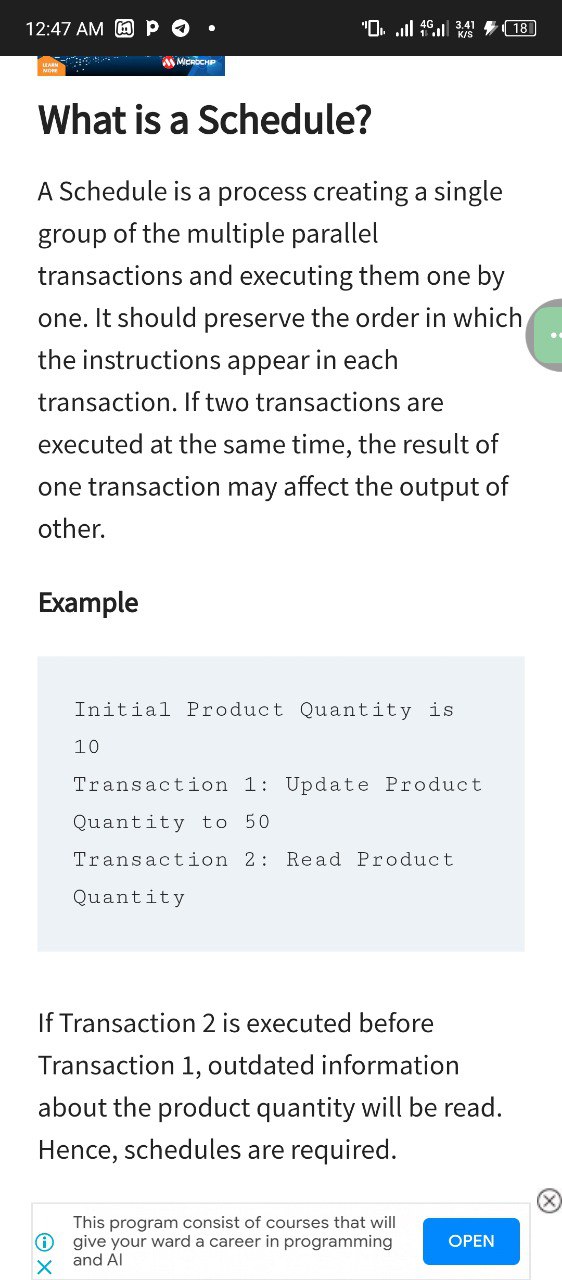 12:47 AM
4G
3.41
K/S
18
LEARN
MORE
MICROCHIP
What is a Schedule?
A Schedule is a process creating a single
group of the multiple parallel
transactions and executing them one by
one. It should preserve the order in which
the instructions appear in each
transaction. If two transactions are
executed at the same time, the result of
one transaction may affect the output of
other.
Example
Initial Product Quantity is
10
Transaction 1: Update Product
Quantity to 50
Transaction 2: Read Product
Quantity
If Transaction 2 is executed before
Transaction 1, outdated information
about the product quantity will be read.
Hence, schedules are required.
This program consist of courses that will
give your ward a career in programming
and AI
OPEN